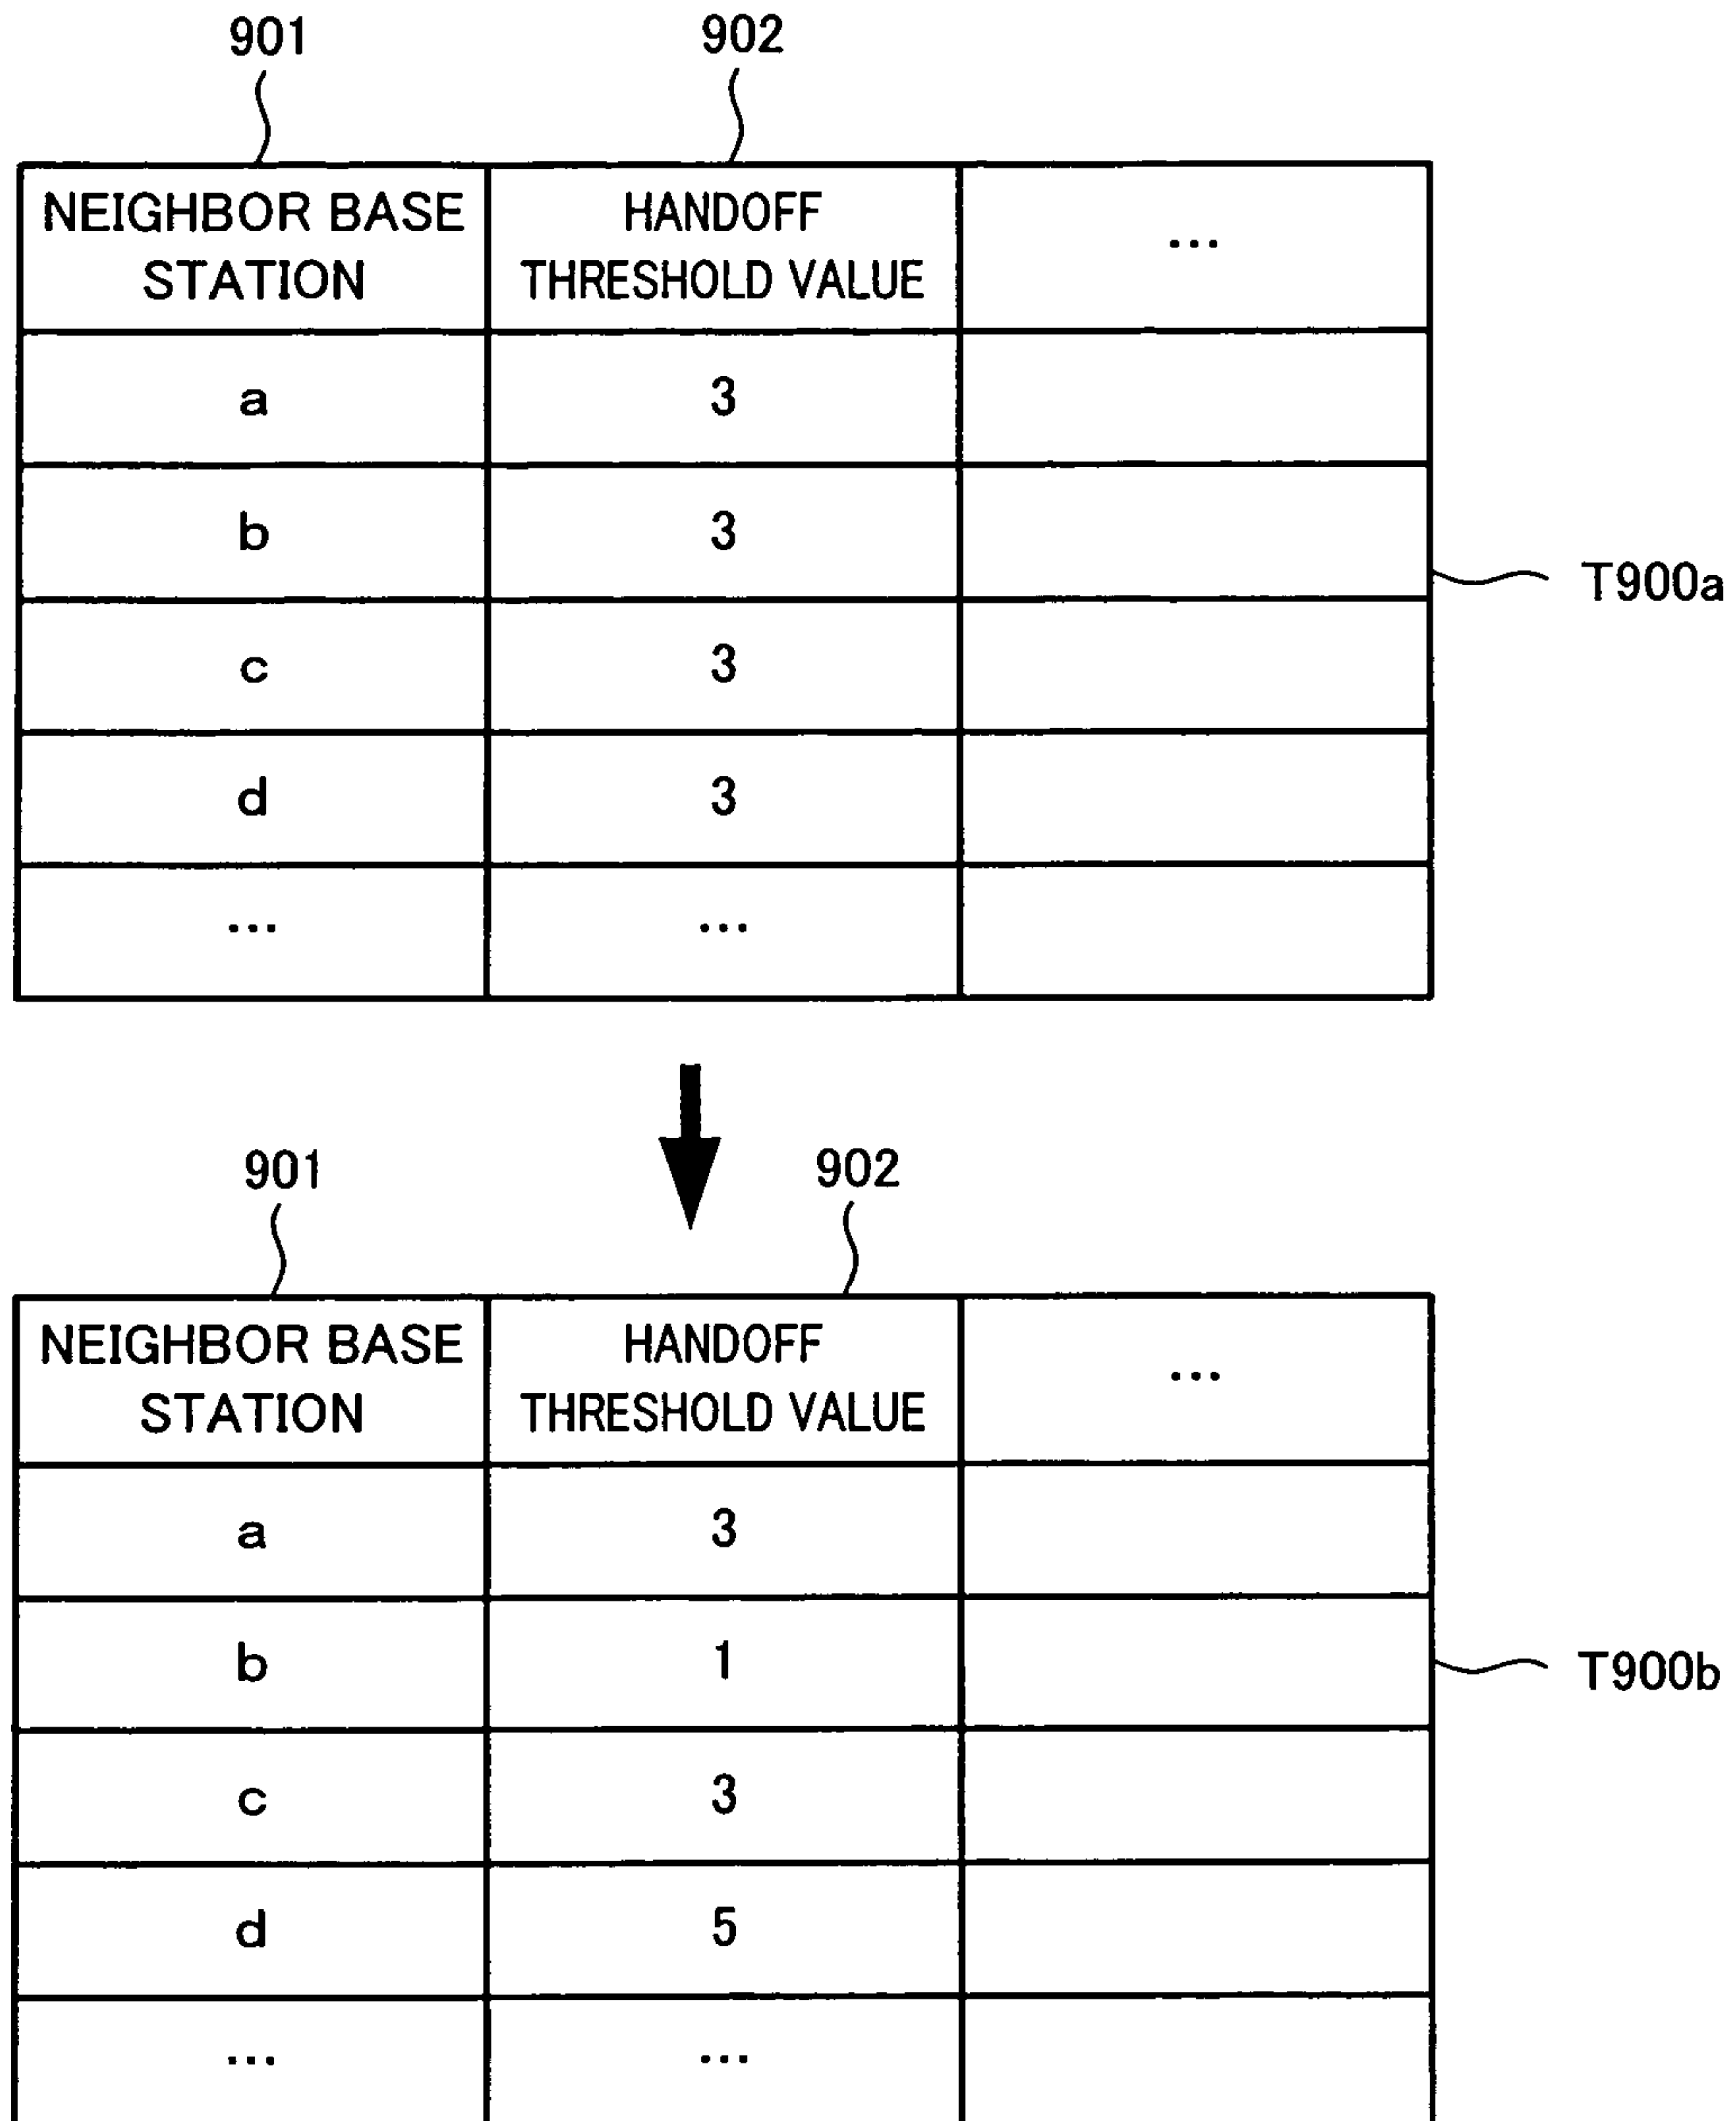 901 902
NEIGHBOR BASE STATION HANDOFF THRESHOLD VALUE ...
a 3
b 3
T900a
c 3
d 3
... ...
901 902
NEIGHBOR BASE STATION HANDOFF THRESHOLD VALUE ...
a 3
b 1
T900b
c 3
d 5
... ...